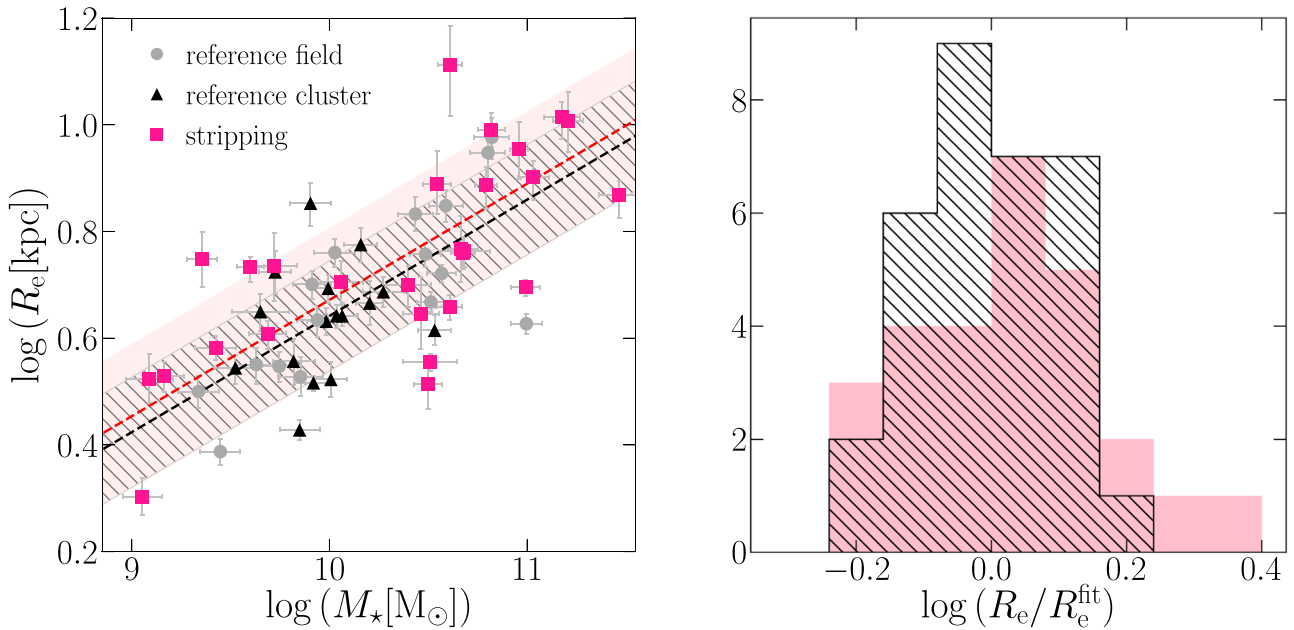 1.2
1.0
0.8
0.6
0.4
0.2
log (Rₑ[kpc])
reference field
reference cluster
stripping
9 10 11
log (M⋆[M⊙])
8
6
4
2
0
−0.2 0.0 0.2 0.4
log (Rₑ/Rₑᶠⁱᵗ)